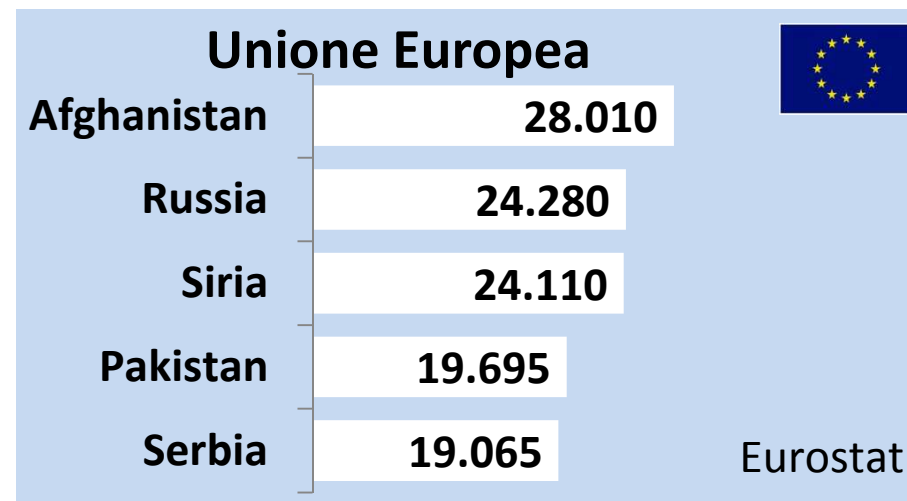 Unione Europea
Afghanistan 28.010
Russia 24.280
Siria 24.110
Pakistan 19.695
Serbia 19.065
Eurostat